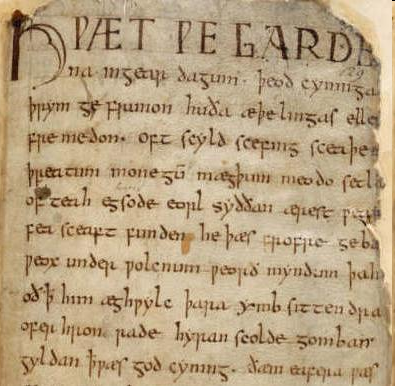 HǷÆT ǷE GARDE
na ingear dagum. þeod cyninga
þrym ge frunon huða æþelingas elle
fre medon. oft scyld scefing sceaþe
þreatum monegū mægþum meodo setl
of teah egsode eorl syððan ærest ƿea
fea sceaft funden he þæs frofre geba
ƿeox under ƿolcnum ƿeorð myndum þah
oð þ̄ him æghƿylc þara ymb sittendra
ofer hron rade hyran scolde gomban
gyldan þ ƿæs god cyning. ðæm eafera ƿæs